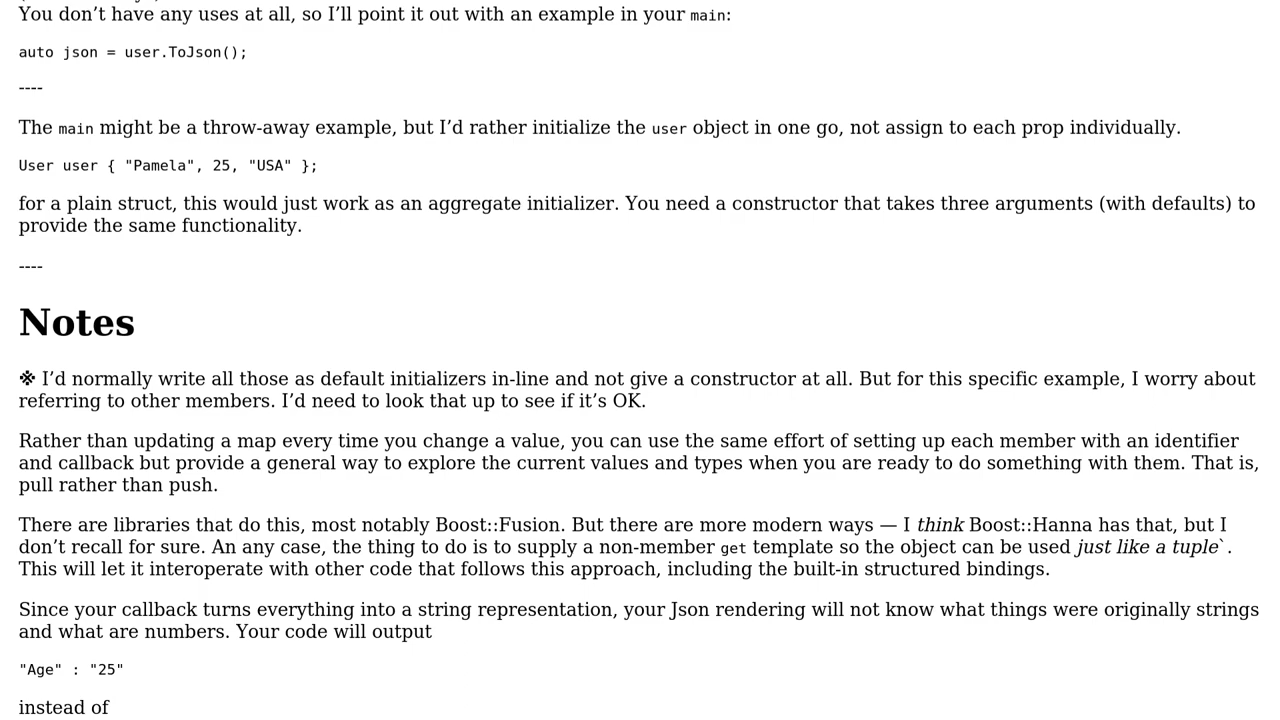 You don’t have any uses at all, so I’ll point it out with an example in your main:
auto json = user.ToJson();
----
The main might be a throw-away example, but I’d rather initialize the user object in one go, not assign to each prop individually.
User user { "Pamela", 25, "USA" };
for a plain struct, this would just work as an aggregate initializer. You need a constructor that takes three arguments (with defaults) to
provide the same functionality.
----
Notes
※ I’d normally write all those as default initializers in-line and not give a constructor at all. But for this specific example, I worry about
referring to other members. I’d need to look that up to see if it’s OK.
Rather than updating a map every time you change a value, you can use the same effort of setting up each member with an identifier
and callback but provide a general way to explore the current values and types when you are ready to do something with them. That is,
pull rather than push.
There are libraries that do this, most notably Boost::Fusion. But there are more modern ways — I think Boost::Hanna has that, but I
don’t recall for sure. An any case, the thing to do is to supply a non-member get template so the object can be used just like a tuple`.
This will let it interoperate with other code that follows this approach, including the built-in structured bindings.
Since your callback turns everything into a string representation, your Json rendering will not know what things were originally strings
and what are numbers. Your code will output
"Age" : "25"
instead of